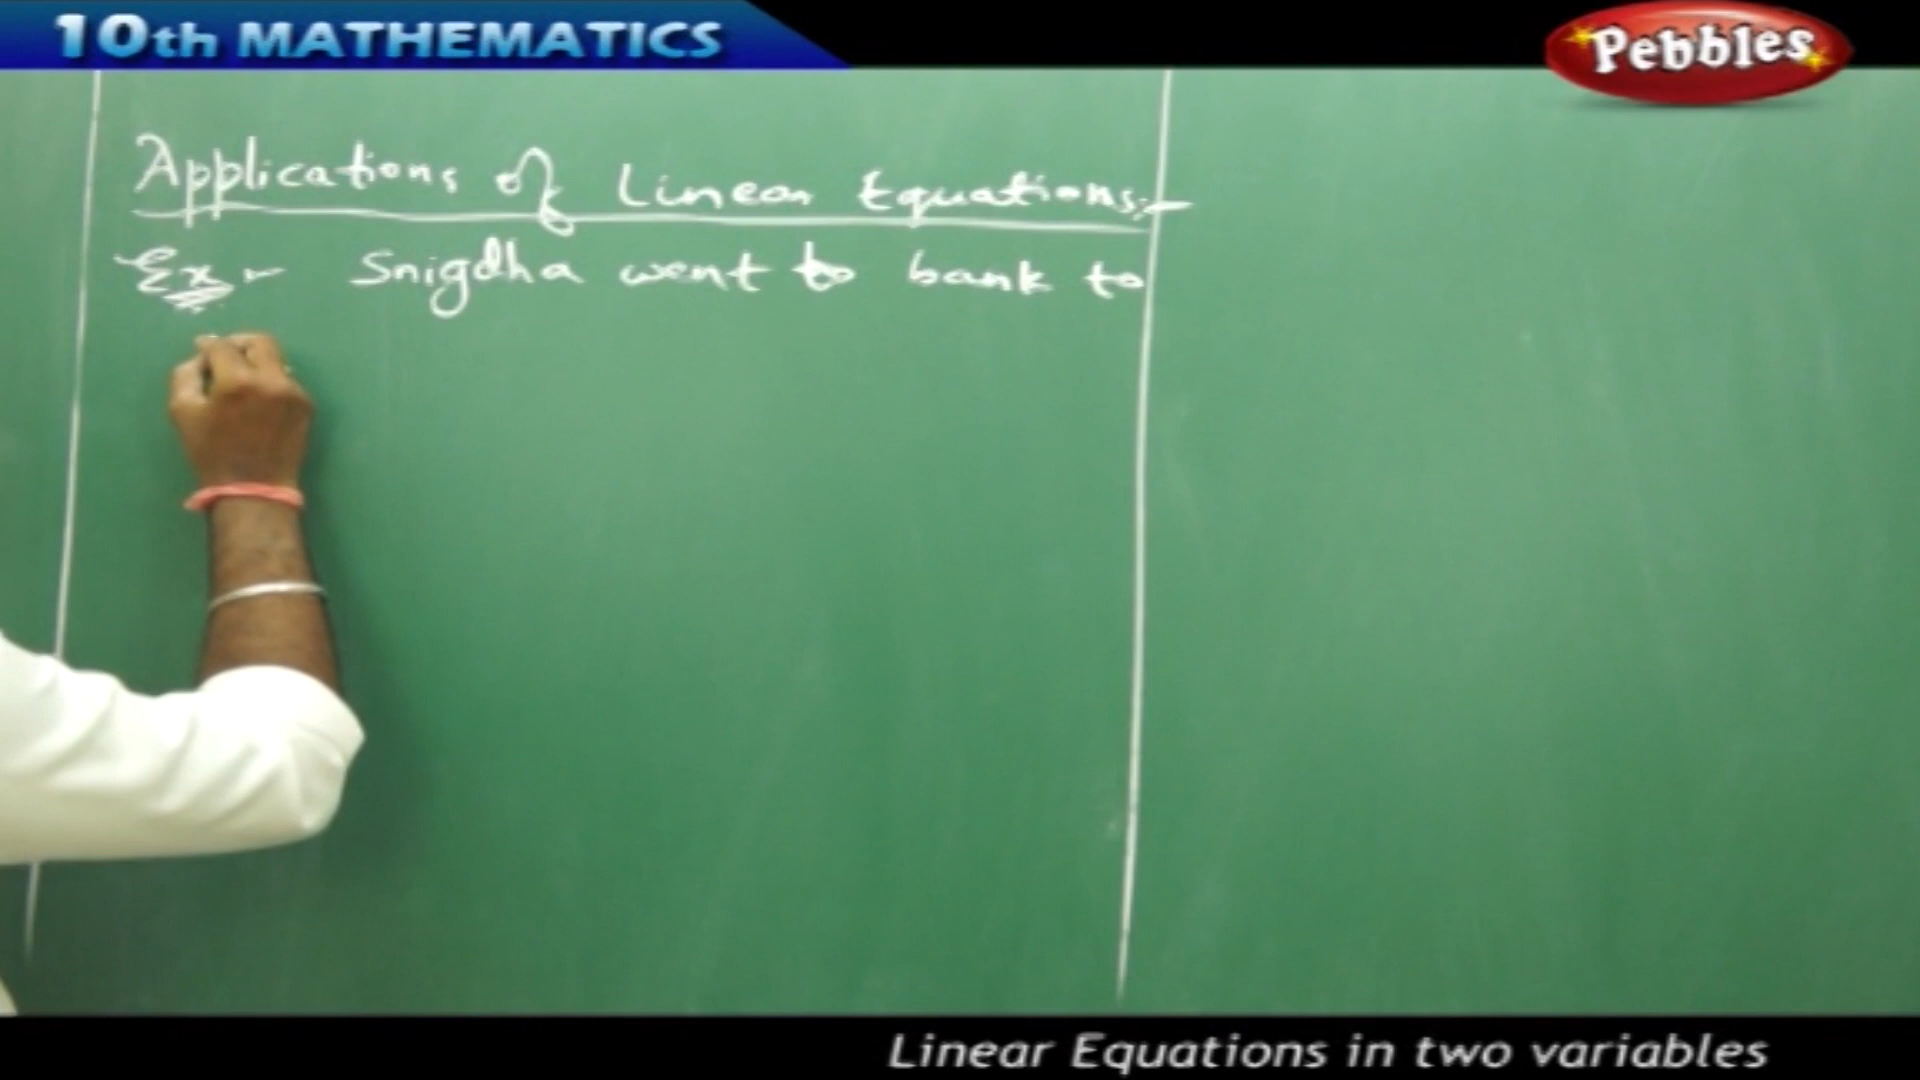 10th MATHEMATICS
Pebbles
Applications of Linear Equations:-
Ex:- Snigdha went to bank to
Linear Equations in two variables